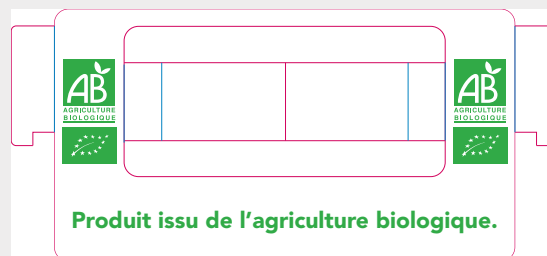 AB
AGRICULTURE
BIOLOGIQUE
AB
AGRICULTURE
BIOLOGIQUE
Produit issu de l'agriculture biologique.